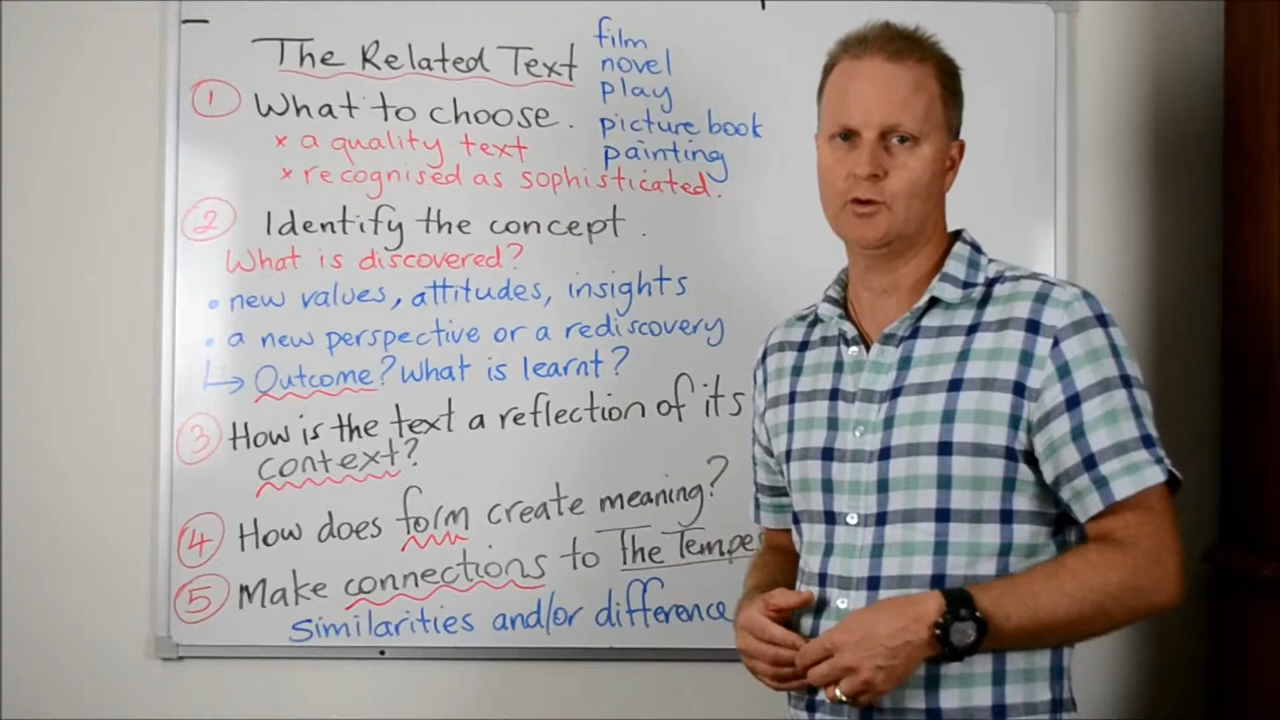 The Related Text
film
novel
play
picture book
painting
1 What to choose.
x a quality text
x recognised as sophisticated.
2 Identify the concept.
What is discovered?
• new values, attitudes, insights
• a new perspective or a rediscovery
↳ Outcome? What is learnt?
3 How is the text a reflection of its
context?
4 How does form create meaning?
5 Make connections to The Tempe
Similarities and/or difference